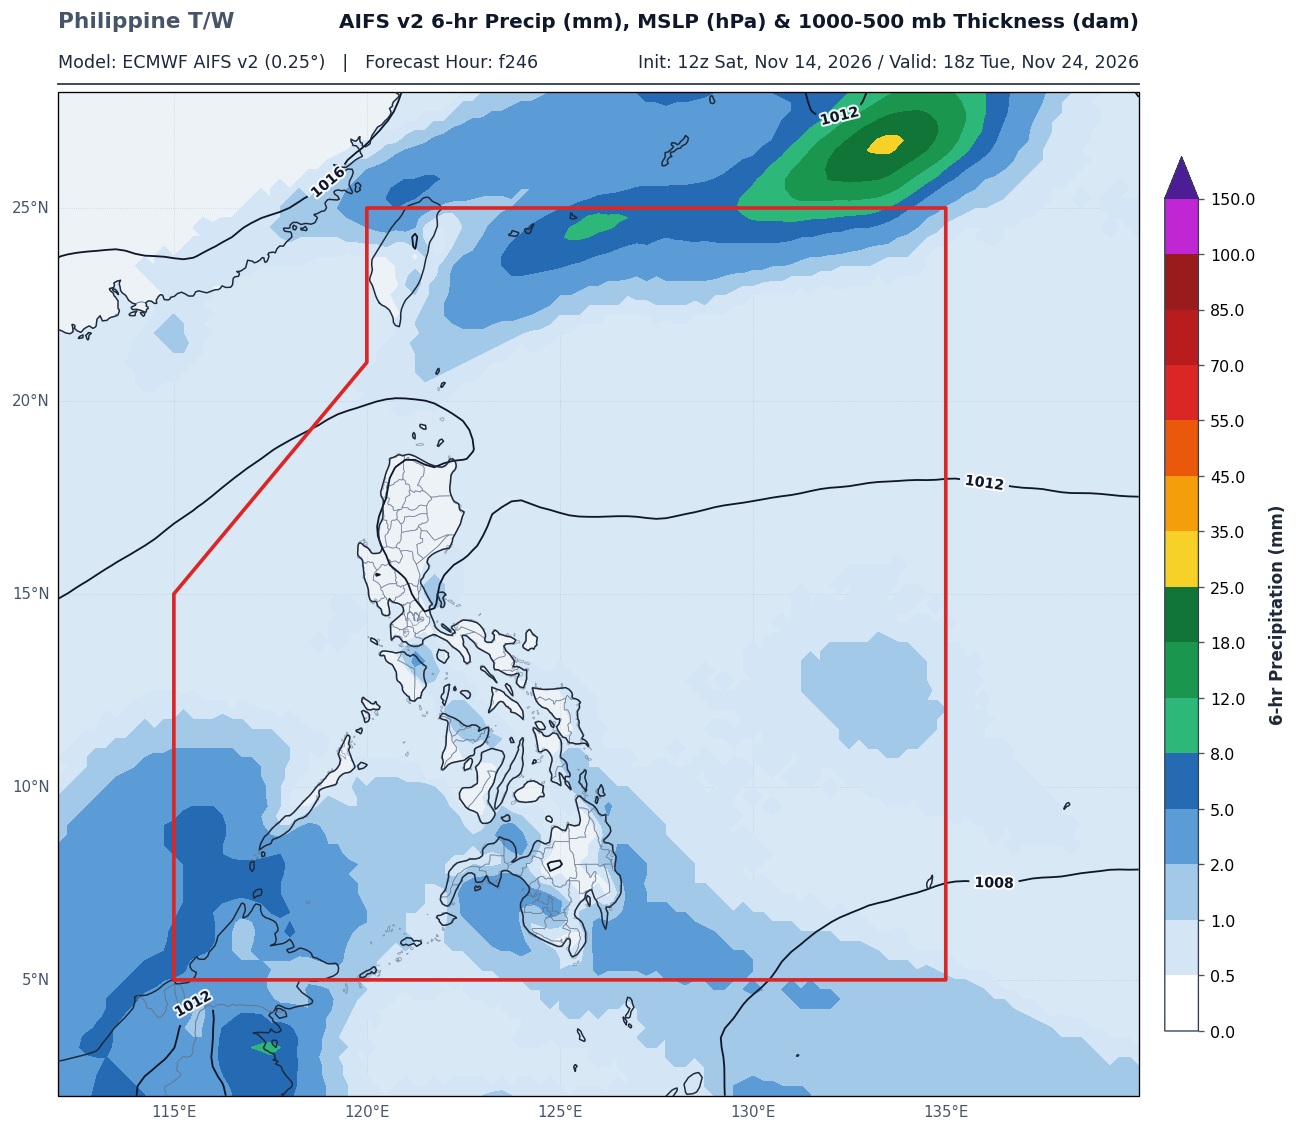 Philippine T/W
AIFS v2 6-hr Precip (mm), MSLP (hPa) & 1000-500 mb Thickness (dam)
Model: ECMWF AIFS v2 (0.25°)   |   Forecast Hour: f246
Init: 12z Sat, Nov 14, 2026 / Valid: 18z Tue, Nov 24, 2026
1012
1016
1012
1008
1012
25°N
20°N
15°N
10°N
5°N
115°E
120°E
125°E
130°E
135°E
150.0
100.0
85.0
70.0
55.0
45.0
35.0
25.0
18.0
12.0
8.0
5.0
2.0
1.0
0.5
0.0
6-hr Precipitation (mm)